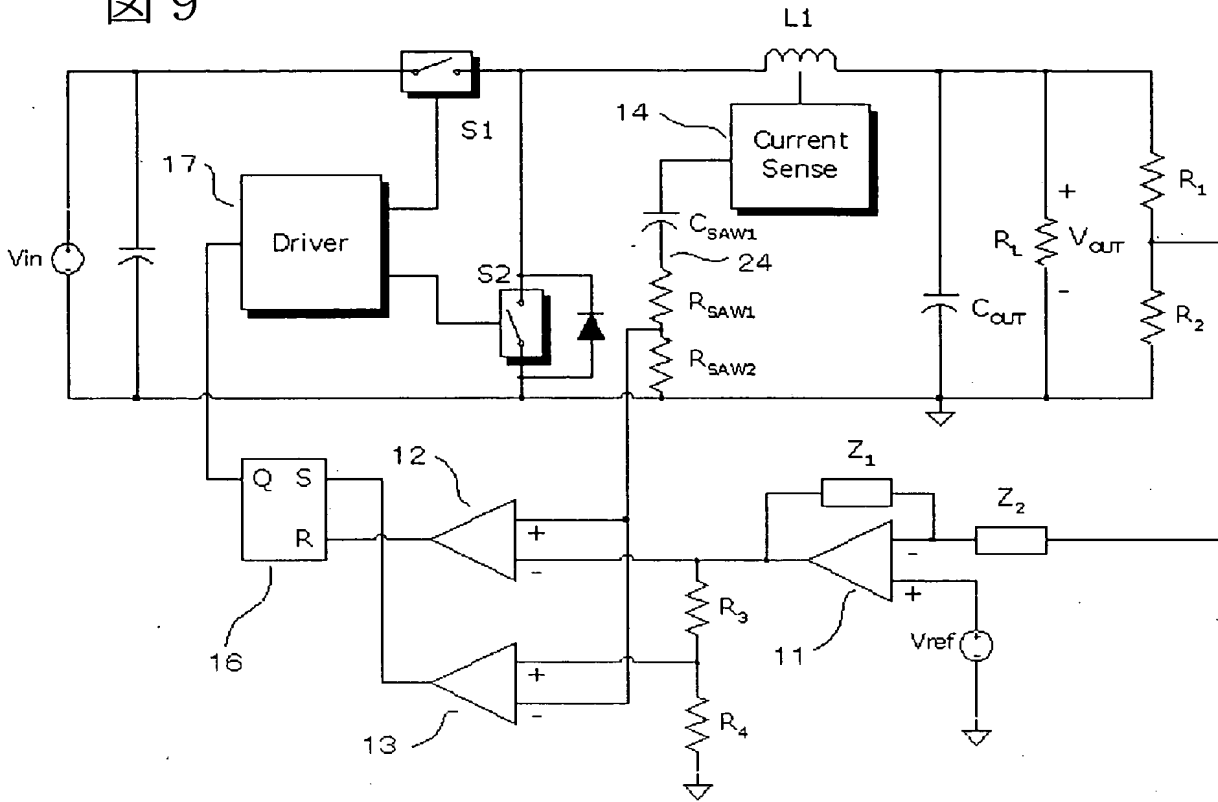 図9
L1
S1
14
Current
Sense
17
Driver
Vin
C_SAW1
24
S2
R_SAW1
R_SAW2
R_L
+
V_OUT
-
C_OUT
R_1
R_2
Q S
R
16
12
+
-
Z_1
Z_2
-
+
11
Vref
R_3
+
-
13
R_4